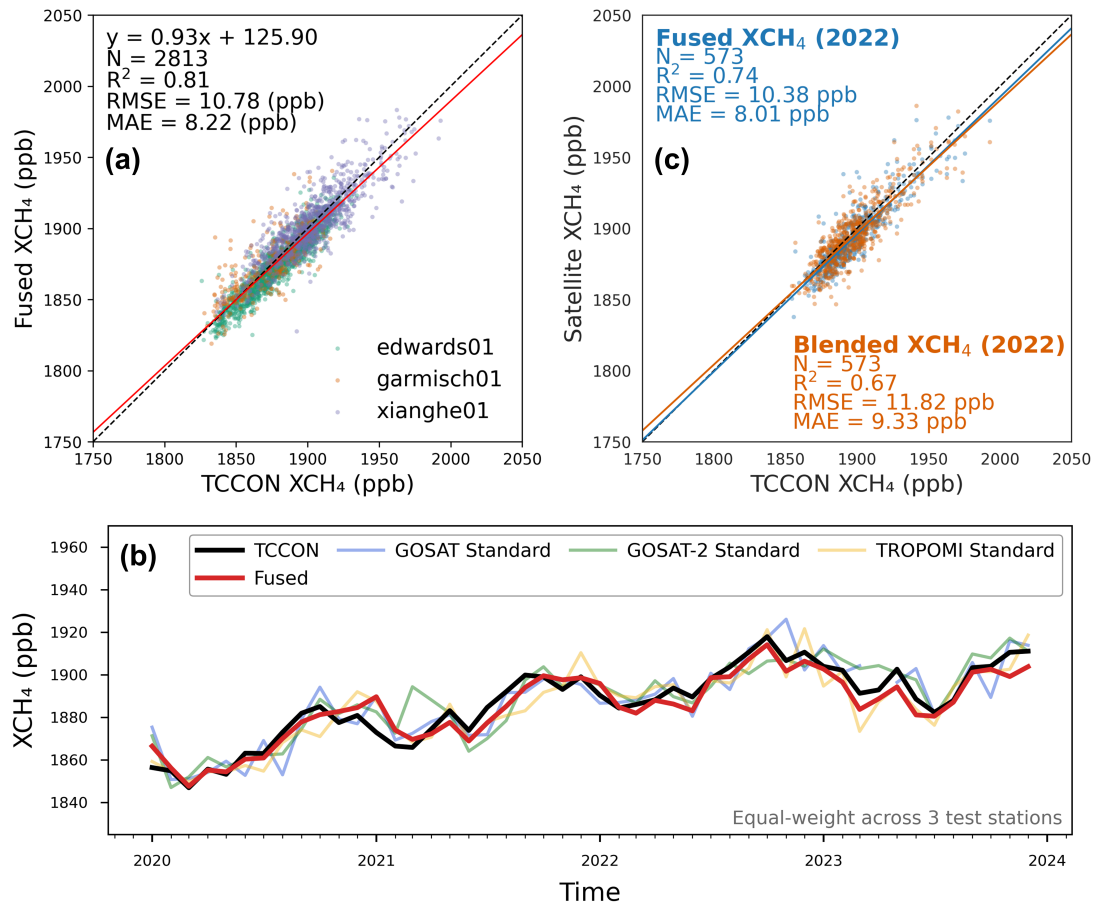 y = 0.93x + 125.90
N = 2813
R² = 0.81
RMSE = 10.78 (ppb)
MAE = 8.22 (ppb)
(a)
edwards01
garmisch01
xianghe01
2050
2000
1950
1900
1850
1800
1750
1750 1800 1850 1900 1950 2000 2050
Fused XCH₄ (ppb)
TCCON XCH₄ (ppb)
Fused XCH₄ (2022)
N = 573
R² = 0.74
RMSE = 10.38 ppb
MAE = 8.01 ppb
(c)
Blended XCH₄ (2022)
N = 573
R² = 0.67
RMSE = 11.82 ppb
MAE = 9.33 ppb
2050
2000
1950
1900
1850
1800
1750
1750 1800 1850 1900 1950 2000 2050
Satellite XCH₄ (ppb)
TCCON XCH₄ (ppb)
(b)
TCCON GOSAT Standard GOSAT-2 Standard TROPOMI Standard
Fused
1960
1940
1920
1900
1880
1860
1840
XCH₄ (ppb)
Equal-weight across 3 test stations
2020 2021 2022 2023 2024
Time